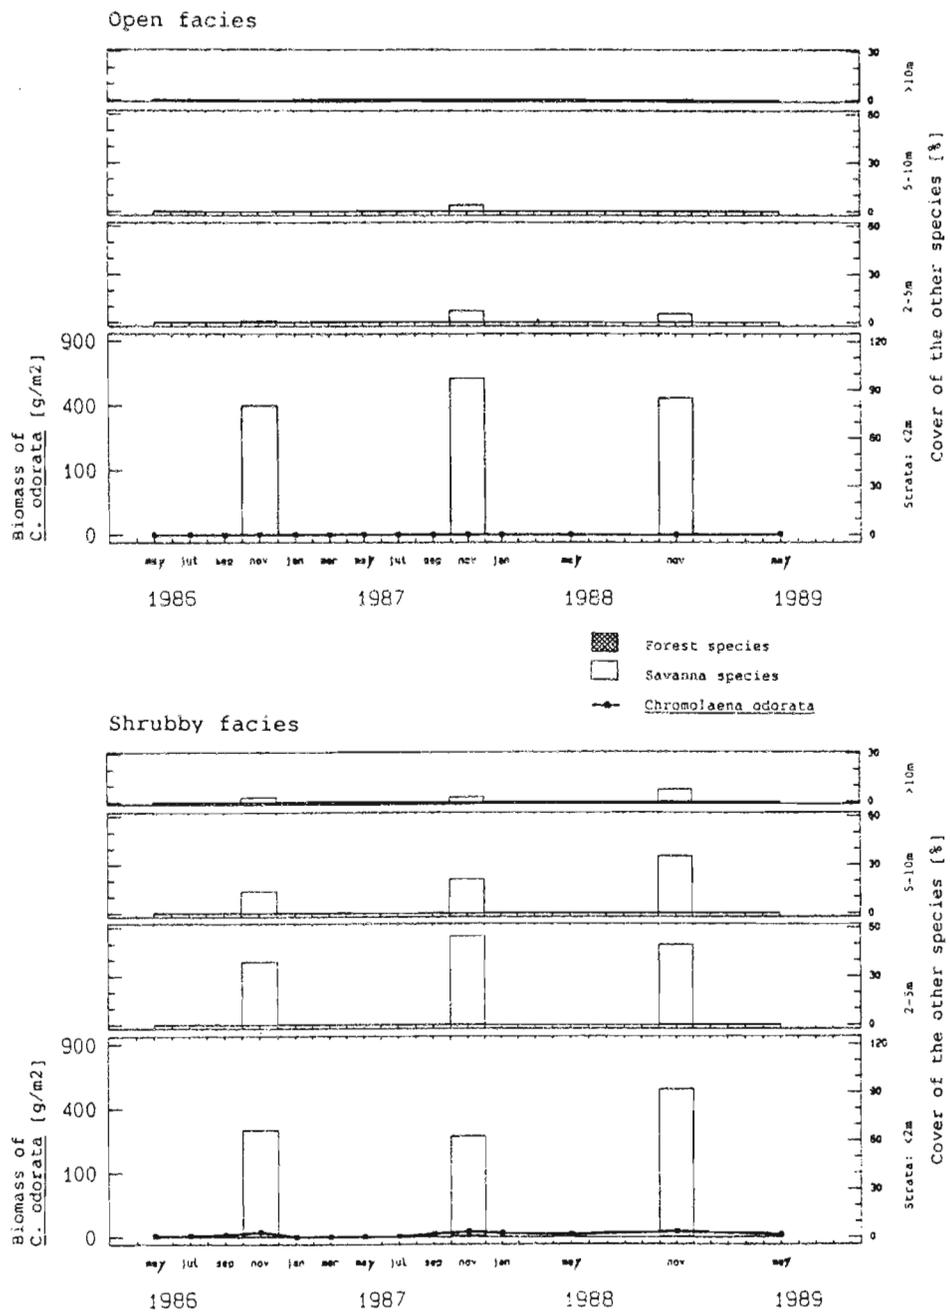 Open facies
30
0
>10m
60
30
0
5-10m
60
30
0
2-5m
900
400
100
0
Biomass of
C. odorata [g/m2]
120
90
60
30
0
Strata: <2m
Cover of the other species [%]
may jul sep nov jan mar may jul sep nov jan may nov may
1986 1987 1988 1989
Forest species
Savanna species
Chromolaena odorata
Shrubby facies
30
0
>10m
60
30
0
5-10m
60
30
0
2-5m
900
400
100
0
Biomass of
C. odorata [g/m2]
120
90
60
30
0
Strata: <2m
Cover of the other species [%]
may jul sep nov jan mar may jul sep nov jan may nov may
1986 1987 1988 1989